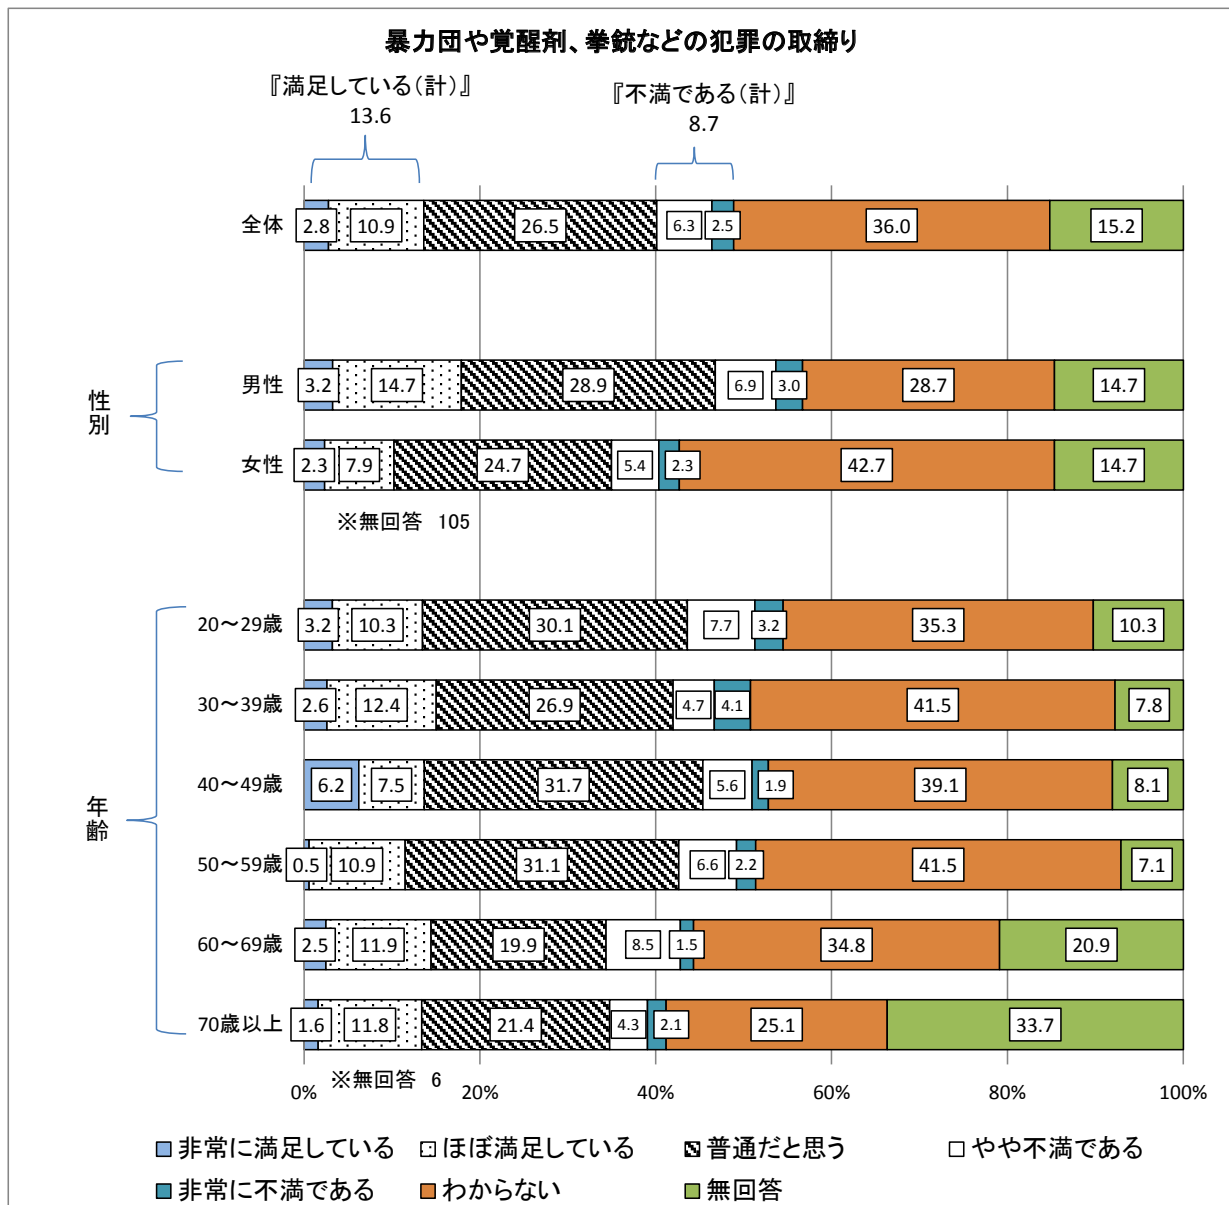 暴力団や覚醒剤、拳銃などの犯罪の取締り
『満足している(計)』
13.6
『不満である(計)』
8.7
全体
2.8 10.9 26.5 6.3 2.5 36.0 15.2
性別
男性
3.2 14.7 28.9 6.9 3.0 28.7 14.7
女性
2.3 7.9 24.7 5.4 2.3 42.7 14.7
※無回答 105
年齢
20～29歳
3.2 10.3 30.1 7.7 3.2 35.3 10.3
30～39歳
2.6 12.4 26.9 4.7 4.1 41.5 7.8
40～49歳
6.2 7.5 31.7 5.6 1.9 39.1 8.1
50～59歳
0.5 10.9 31.1 6.6 2.2 41.5 7.1
60～69歳
2.5 11.9 19.9 8.5 1.5 34.8 20.9
70歳以上
1.6 11.8 21.4 4.3 2.1 25.1 33.7
※無回答 6
0% 20% 40% 60% 80% 100%
非常に満足している ほぼ満足している 普通だと思う やや不満である
非常に不満である わからない 無回答